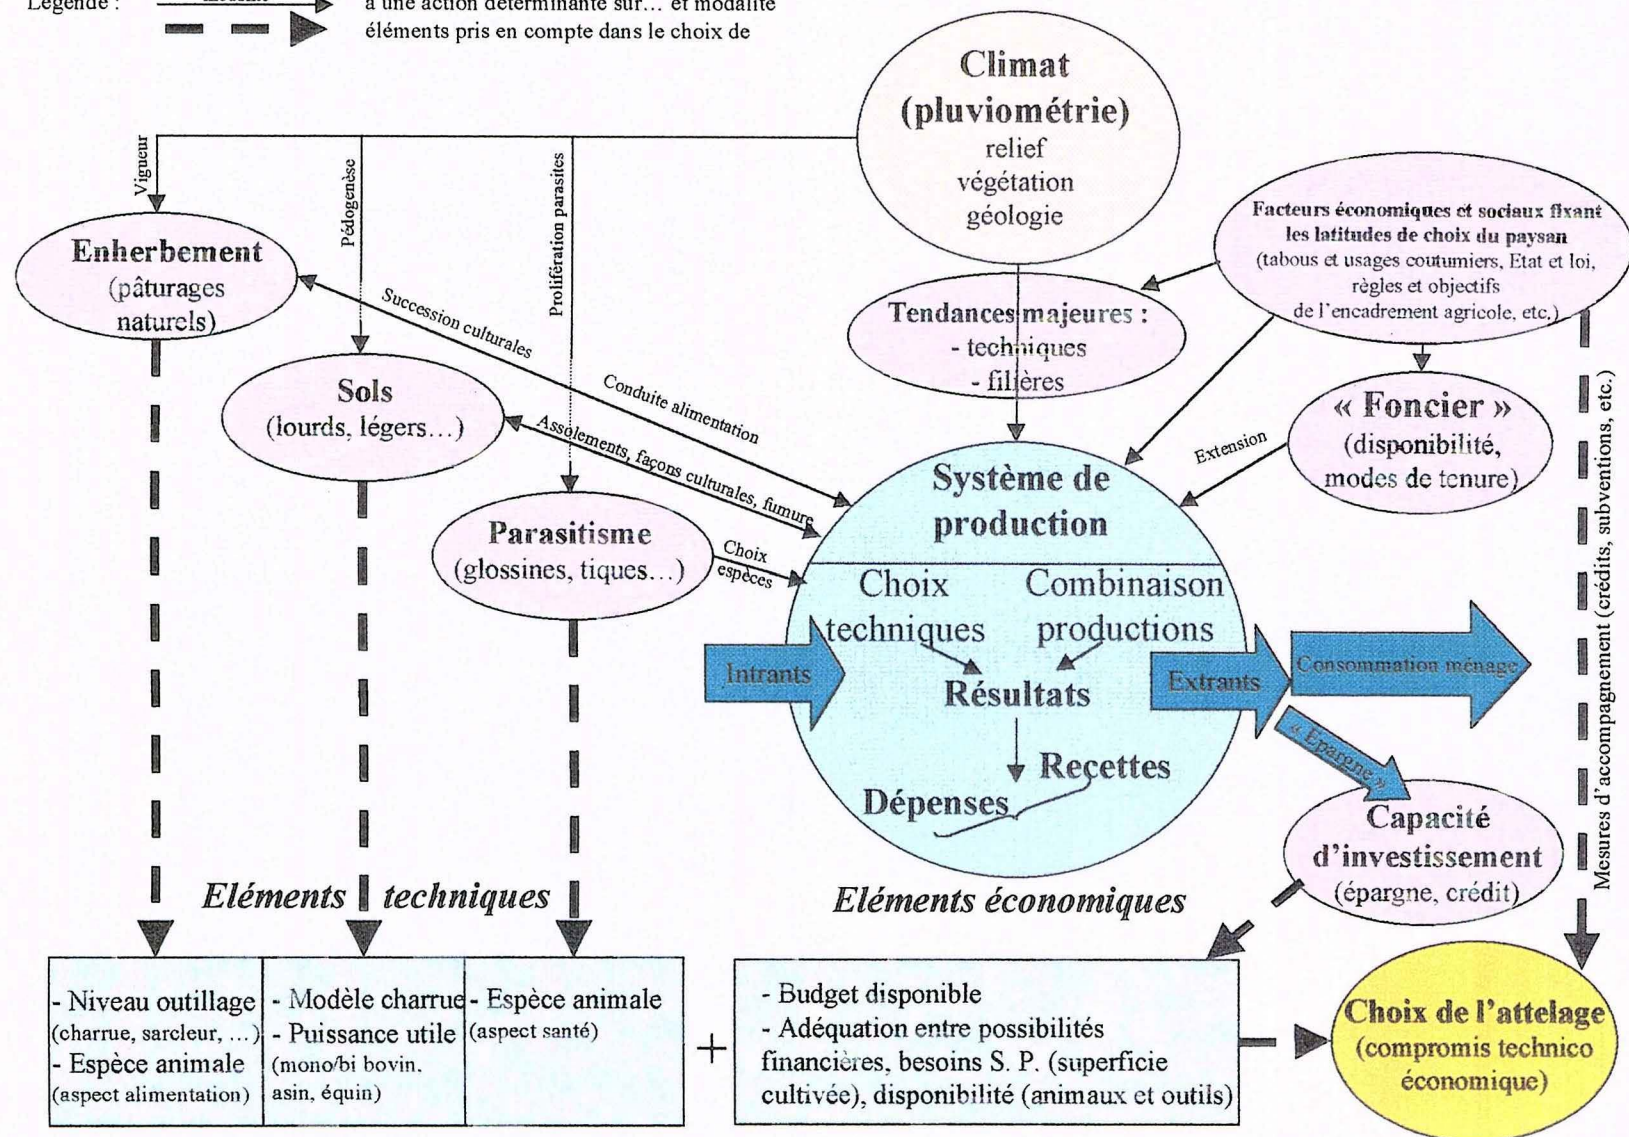 Légende :
a une action déterminante sur... et modalité
éléments pris en compte dans le choix de
Climat
(pluviométrie)
relief
végétation
géologie
Vigueur
Pédogenèse
Prolifération parasites
Enherbement
(pâturages
naturels)
Sols
(lourds, légers...)
Parasitisme
(glossines, tiques...)
Succession culturales
Conduite alimentation
Assolements, façons culturales, fumure
Choix
espèces
Tendances majeures :
- techniques
- filières
Facteurs économiques et sociaux fixant
les latitudes de choix du paysan
(tabous et usages coutumiers, Etat et loi,
règles et objectifs
de l'encadrement agricole, etc.)
« Foncier »
(disponibilité,
modes de tenure)
Extension
Mesures d'accompagnement (crédits, subventions, etc.)
Système de
production
Choix
techniques
Combinaison
productions
Résultats
Recettes
Dépenses
Intrants
Extrants
Consommation ménage
« Epargne »
Capacité
d'investissement
(épargne, crédit)
Eléments techniques
Eléments économiques
- Niveau outillage
(charrue, sarcleur, ...)
- Espèce animale
(aspect alimentation)
- Modèle charrue
- Puissance utile
(mono/bi bovin,
asin, équin)
- Espèce animale
(aspect santé)
+
- Budget disponible
- Adéquation entre possibilités
financières, besoins S. P. (superficie
cultivée), disponibilité (animaux et outils)
Choix de l'attelage
(compromis technico
économique)